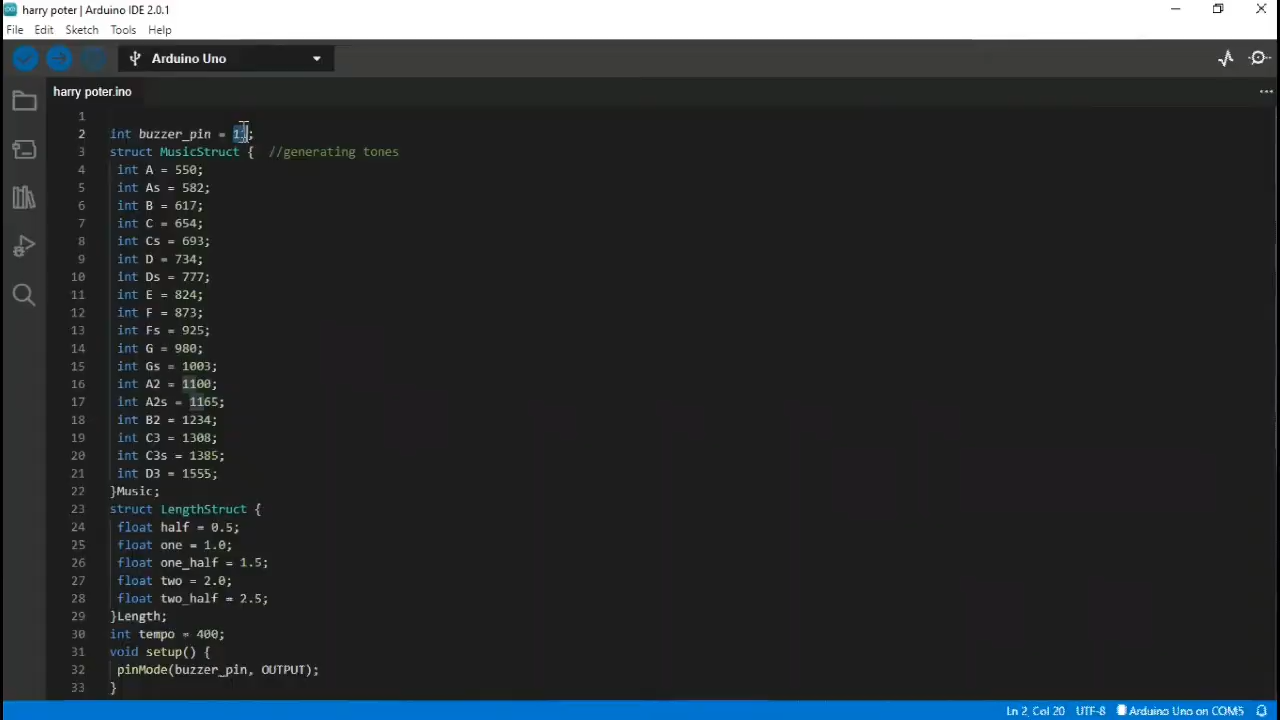 harry poter | Arduino IDE 2.0.1
File Edit Sketch Tools Help
Arduino Uno
harry poter.ino
1
2 int buzzer_pin = 11;
3 struct MusicStruct { //generating tones
4 int A = 550;
5 int As = 582;
6 int B = 617;
7 int C = 654;
8 int Cs = 693;
9 int D = 734;
10 int Ds = 777;
11 int E = 824;
12 int F = 873;
13 int Fs = 925;
14 int G = 980;
15 int Gs = 1003;
16 int A2 = 1100;
17 int A2s = 1165;
18 int B2 = 1234;
19 int C3 = 1308;
20 int C3s = 1385;
21 int D3 = 1555;
22 }Music;
23 struct LengthStruct {
24 float half = 0.5;
25 float one = 1.0;
26 float one_half = 1.5;
27 float two = 2.0;
28 float two_half = 2.5;
29 }Length;
30 int tempo = 400;
31 void setup() {
32 pinMode(buzzer_pin, OUTPUT);
33 }
Ln 2, Col 20 UTF-8 Arduino Uno on COM5